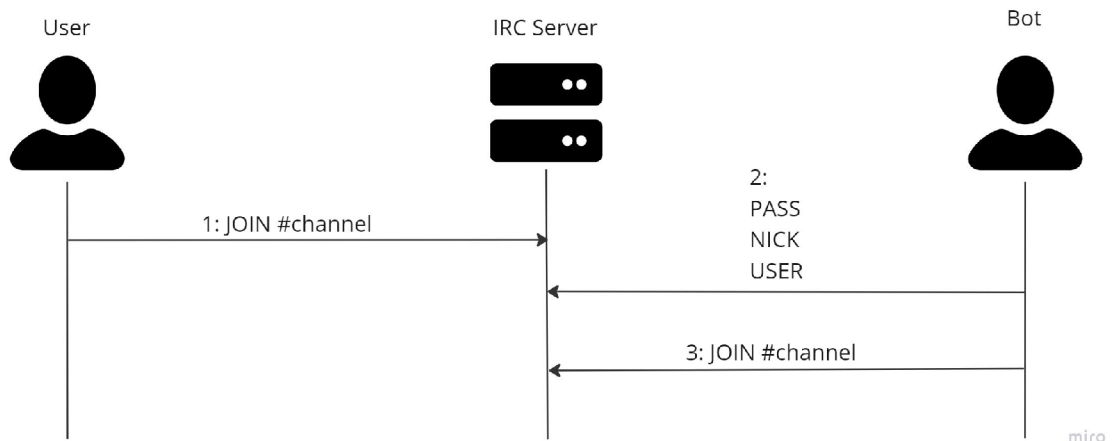 User
IRC Server
Bot
1: JOIN #channel
2:
PASS
NICK
USER
3: JOIN #channel
miro